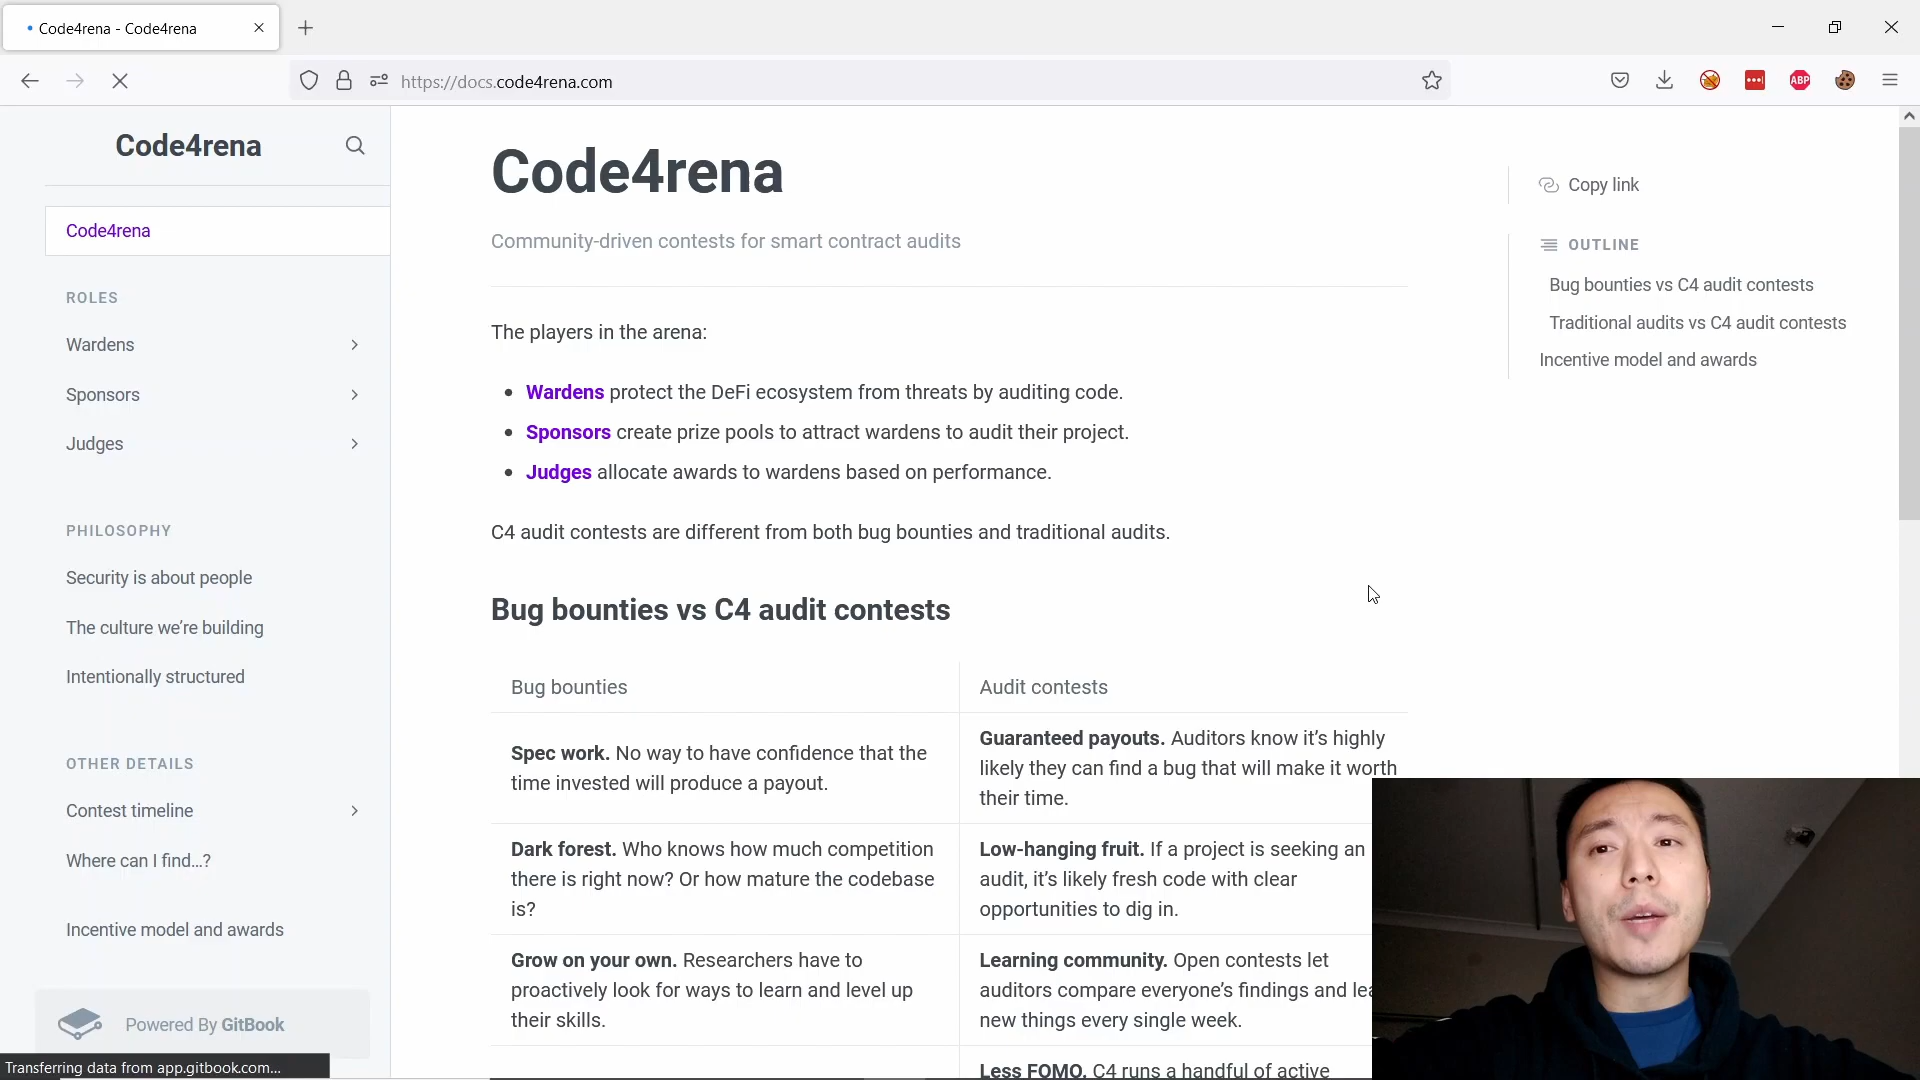 Code4rena - Code4rena
https://docs.code4rena.com
ABP
Code4rena
Code4rena
ROLES
Wardens
Sponsors
Judges
PHILOSOPHY
Security is about people
The culture we're building
Intentionally structured
OTHER DETAILS
Contest timeline
Where can I find...?
Incentive model and awards
Powered By GitBook
Transferring data from app.gitbook.com...
Code4rena
Community-driven contests for smart contract audits
The players in the arena:
• Wardens protect the DeFi ecosystem from threats by auditing code.
• Sponsors create prize pools to attract wardens to audit their project.
• Judges allocate awards to wardens based on performance.
C4 audit contests are different from both bug bounties and traditional audits.
Bug bounties vs C4 audit contests
Bug bounties
Audit contests
Spec work. No way to have confidence that the
time invested will produce a payout.
Guaranteed payouts. Auditors know it's highly
likely they can find a bug that will make it worth
their time.
Dark forest. Who knows how much competition
there is right now? Or how mature the codebase
is?
Low-hanging fruit. If a project is seeking an
audit, it's likely fresh code with clear
opportunities to dig in.
Grow on your own. Researchers have to
proactively look for ways to learn and level up
their skills.
Learning community. Open contests let
auditors compare everyone's findings and
new things every single week.
Less FOMO. C4 runs a handful of active
Copy link
OUTLINE
Bug bounties vs C4 audit contests
Traditional audits vs C4 audit contests
Incentive model and awards